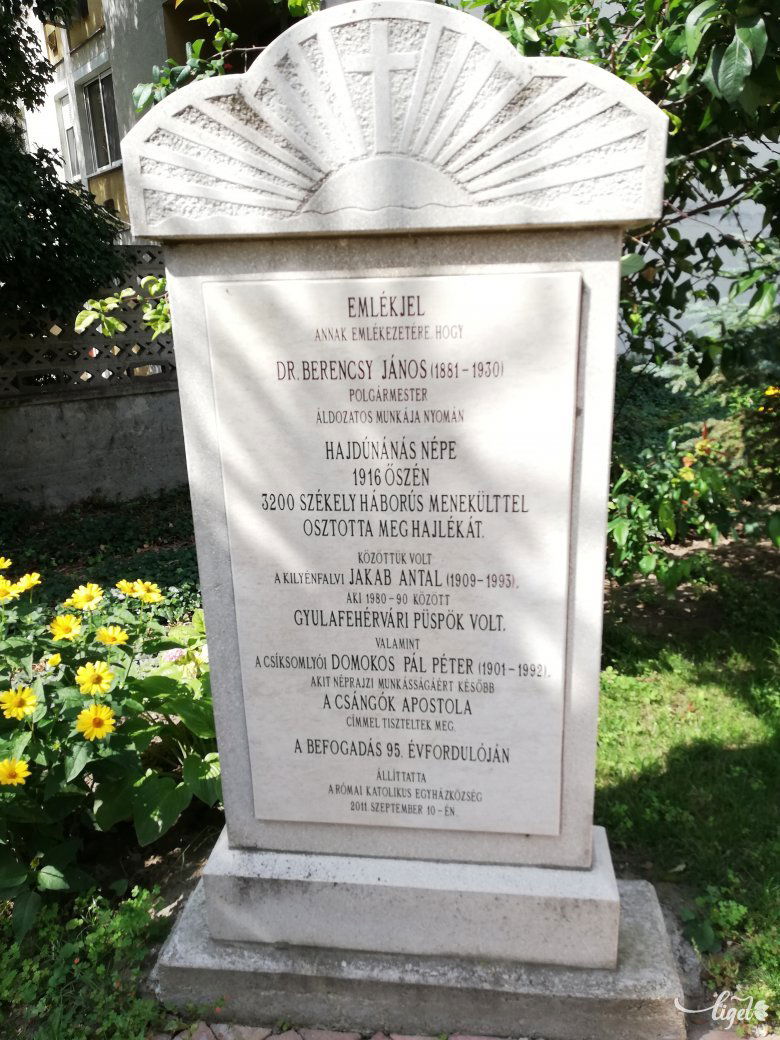 EMLÉKJEL
ANNAK EMLÉKEZETÉRE, HOGY
DR. BERENCSY JÁNOS (1881-1930)
POLGÁRMESTER
ÁLDOZATOS MUNKÁJA NYOMÁN
HAJDÚNÁNÁS NÉPE
1916 ŐSZÉN
3200 SZÉKELY HÁBORÚS MENEKÜLTTEL
OSZTOTTA MEG HAJLÉKÁT.
KÖZÖTTÜK VOLT
A KILYÉNFALVI JAKAB ANTAL (1909-1993),
AKI 1980-90 KÖZÖTT
GYULAFEHÉRVÁRI PÜSPÖK VOLT,
VALAMINT
A CSÍKSOMLYÓI DOMOKOS PÁL PÉTER (1901-1992),
AKIT NÉPRAJZI MUNKÁSSÁGÁÉRT KÉSŐBB
A CSÁNGÓK APOSTOLA
CÍMMEL TISZTELTEK MEG.
A BEFOGADÁS 95. ÉVFORDULÓJÁN
ÁLLÍTTATTA
A RÓMAI KATOLIKUS EGYHÁZKÖZSÉG
2011. SZEPTEMBER 10-ÉN.
liget